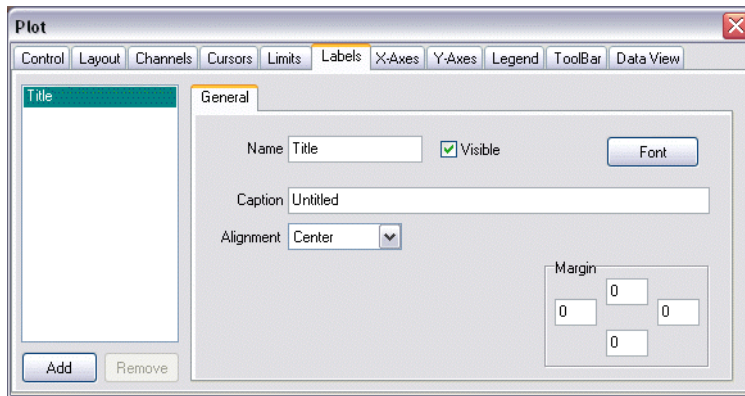 Plot
Control Layout Channels Cursors Limits Labels X-Axes Y-Axes Legend ToolBar Data View
Title
General
Name Title Visible Font
Caption Untitled
Alignment Center
Margin
0
0 0
0
Add Remove